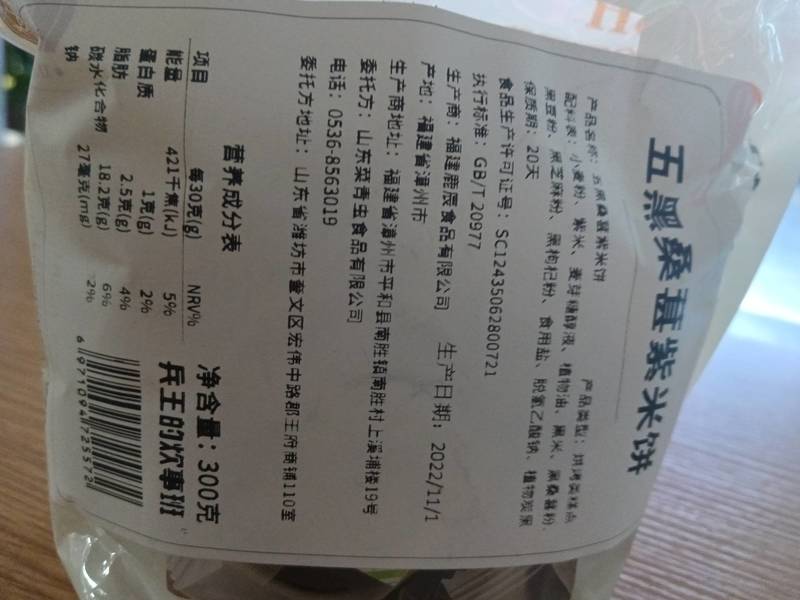 五黑桑葚紫米饼
产品名称：五黑桑葚紫米饼 产品类型：烘烤类糕点
配料表：小麦粉、紫米、麦芽糖醇液、植物油、黑米、黑桑葚粉、
黑豆粉、黑芝麻粉、黑枸杞粉、食用盐、脱氢乙酸钠、植物炭黑
保质期：20天
食品生产许可证号：SC12435062800721
执行标准：GB/T 20977
生产商：福建鹿辰食品有限公司 生产日期：2022/11/1
产地：福建省漳州市
生产商地址：福建省漳州市平和县南胜镇南胜村上溪埔楼19号
委托方：山东菜青虫食品有限公司
电话：0536-8563019
委托方地址：山东省潍坊市奎文区宏伟中路郡王府商铺110室
营养成分表
项目 每30克(g) NRV%
能量 421千焦(kJ) 5%
蛋白质 1克(g) 2%
脂肪 2.5克(g) 4%
碳水化合物 18.2克(g) 6%
钠 27毫克(mg) 2%
净含量：300克
兵王的炊事班
6971094725572